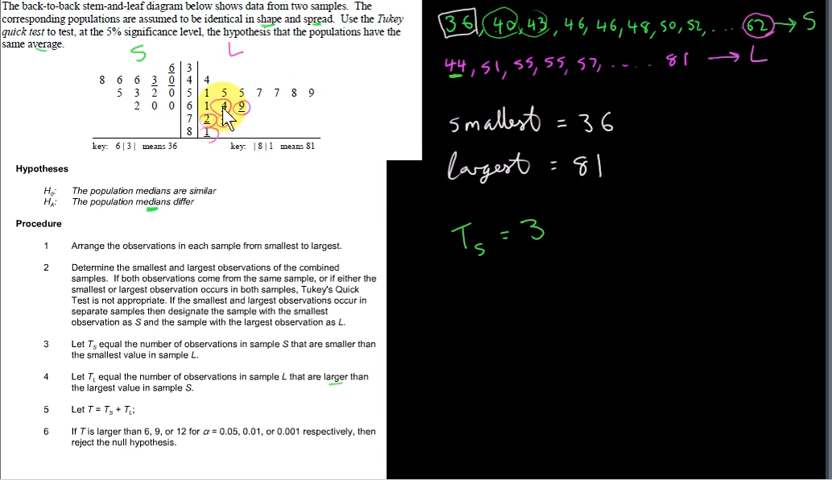 The back-to-back stem-and-leaf diagram below shows data from two samples. The
corresponding populations are assumed to be identical in shape and spread. Use the Tukey
quick test to test, at the 5% significance level, the hypothesis that the populations have the
same average.
S L
6 3
8 6 6 3 0 4 4
5 3 2 0 5 1 5 5 7 7 8 9
2 0 0 6 1 4 9
7 2
8 1
key: 6|3| means 36 key: |8|1 means 81
Hypotheses
H₀: The population medians are similar
Hₐ: The population medians differ
Procedure
1 Arrange the observations in each sample from smallest to largest.
2 Determine the smallest and largest observations of the combined
samples. If both observations come from the same sample, or if either the
smallest or largest observation occurs in both samples, Tukey's Quick
Test is not appropriate. If the smallest and largest observations occur in
separate samples then designate the sample with the smallest
observation as S and the sample with the largest observation as L.
3 Let Tₛ equal the number of observations in sample S that are smaller than
the smallest value in sample L.
4 Let T_L equal the number of observations in sample L that are larger than
the largest value in sample S.
5 Let T = Tₛ + T_L;
6 If T is larger than 6, 9, or 12 for α = 0.05, 0.01, or 0.001 respectively, then
reject the null hypothesis.
36, 40, 43, 46, 46, 48, 50, 52, .... 62 → S
44, 51, 55, 55, 57, ..... 81 → L
smallest = 36
largest = 81
Tₛ = 3